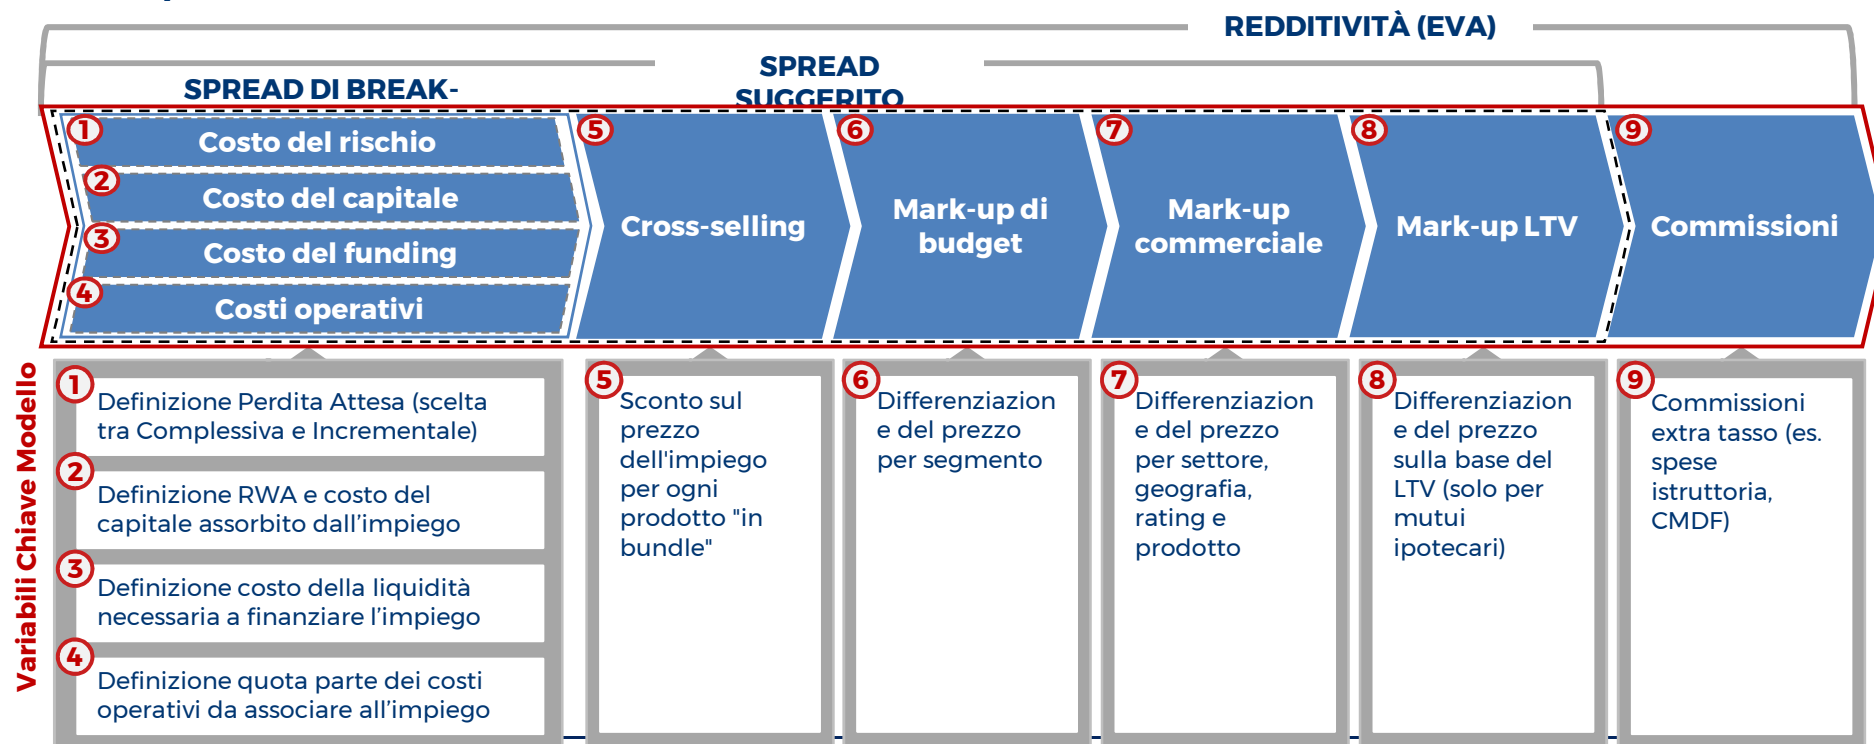 REDDITIVITÀ (EVA)
SPREAD
SUGGERITO
SPREAD DI BREAK-
1
Costo del rischio
2
Costo del capitale
3
Costo del funding
4
Costi operativi
5
Cross-selling
6
Mark-up di
budget
7
Mark-up
commerciale
8
Mark-up LTV
9
Commissioni
Variabili Chiave Modello
1
Definizione Perdita Attesa (scelta
tra Complessiva e Incrementale)
2
Definizione RWA e costo del
capitale assorbito dall’impiego
3
Definizione costo della liquidità
necessaria a finanziare l’impiego
4
Definizione quota parte dei costi
operativi da associare all’impiego
5
Sconto sul
prezzo
dell'impiego
per ogni
prodotto "in
bundle"
6
Differenziazion
e del prezzo
per segmento
7
Differenziazion
e del prezzo
per settore,
geografia,
rating e
prodotto
8
Differenziazion
e del prezzo
sulla base del
LTV (solo per
mutui
ipotecari)
9
Commissioni
extra tasso (es.
spese
istruttoria,
CMDF)